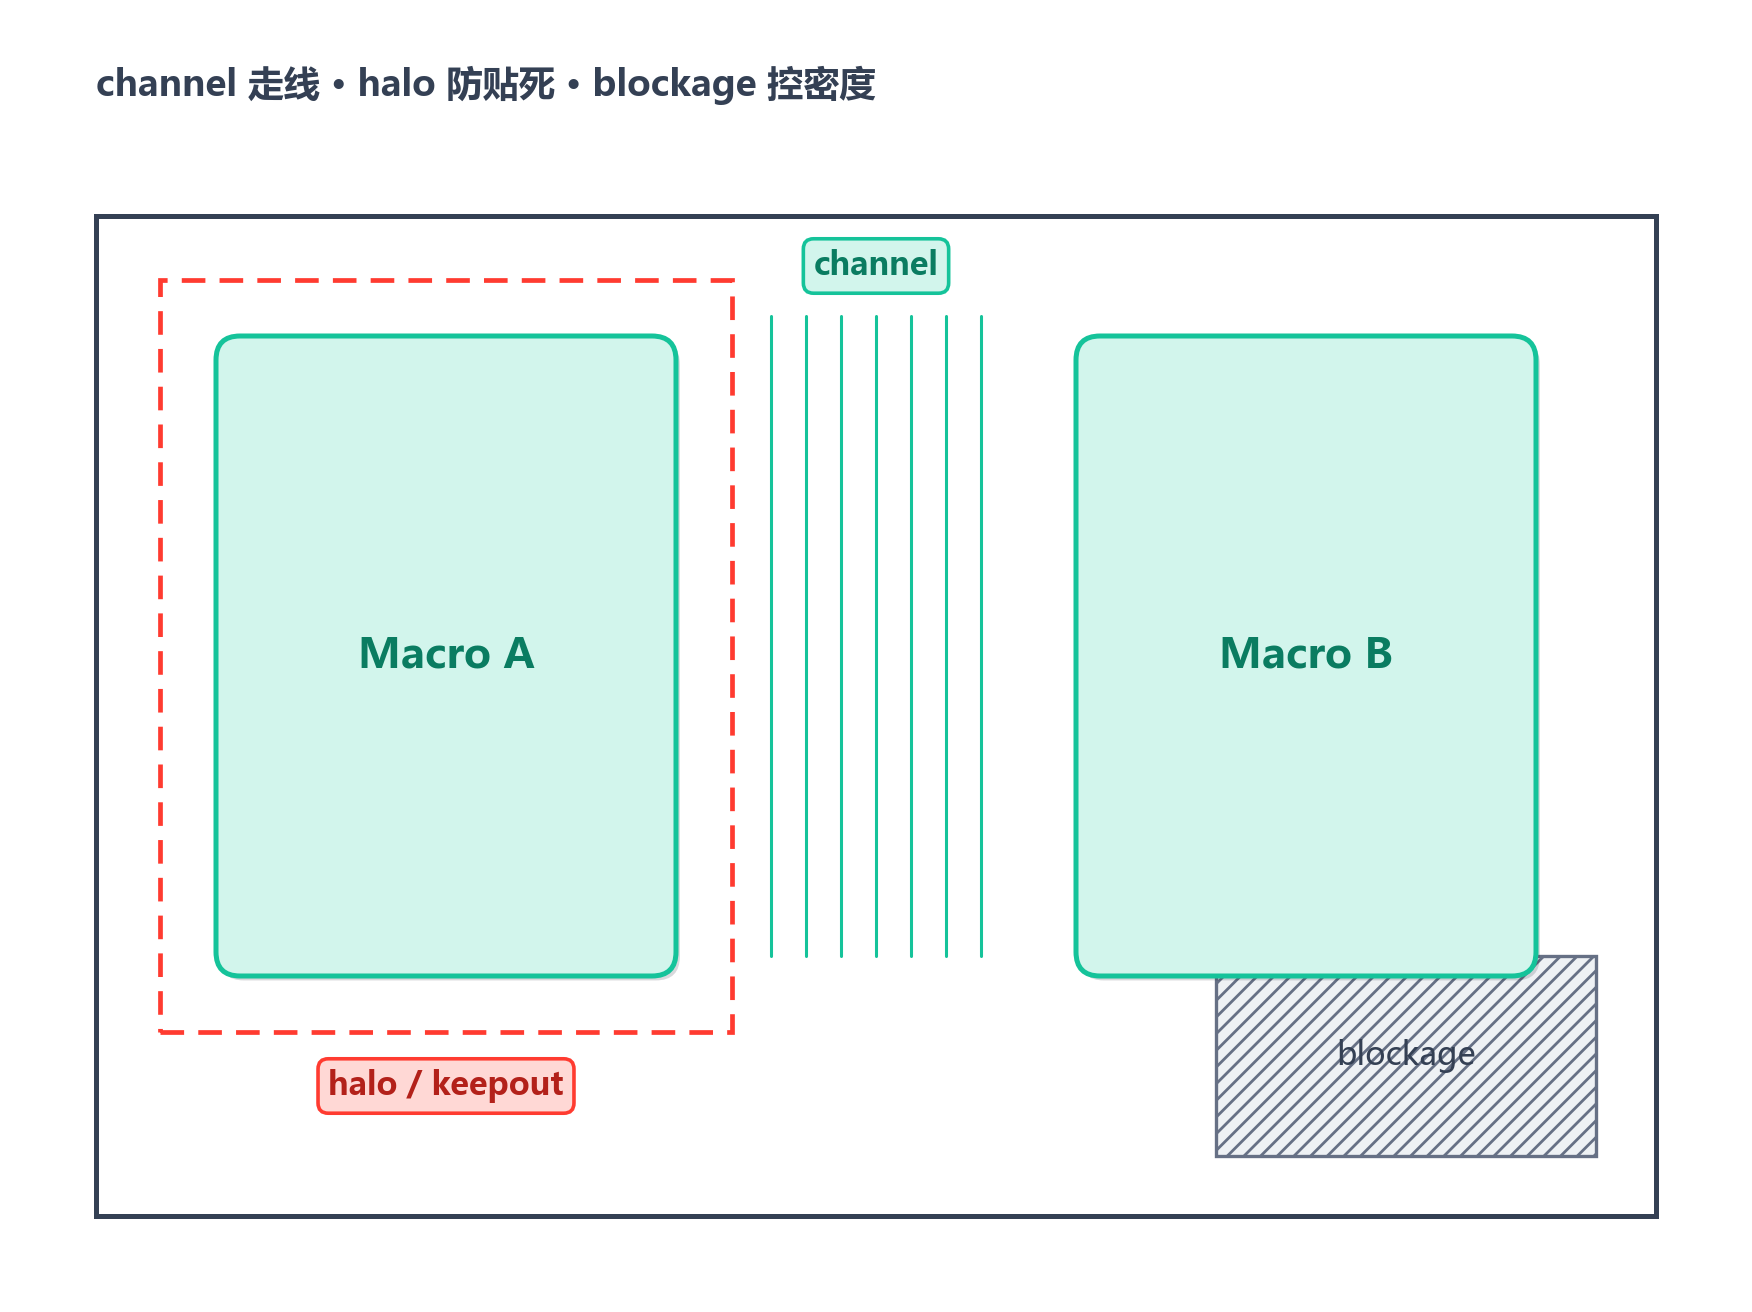 channel 走线 • halo 防贴死 • blockage 控密度
channel
Macro A
Macro B
blockage
halo / keepout